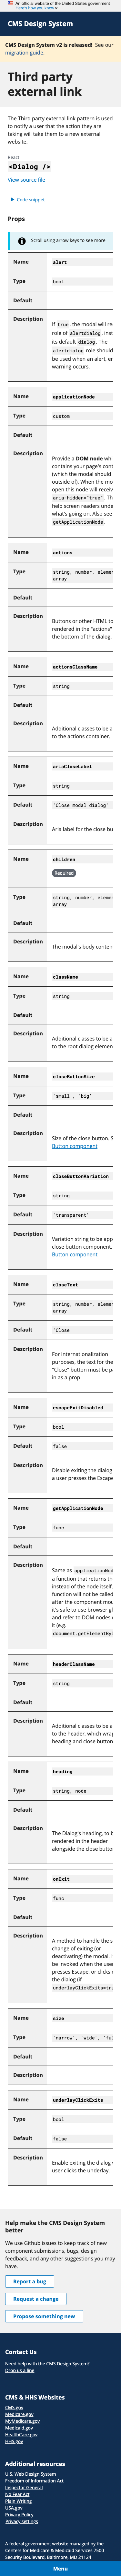 An official website of the United States government
Here's how you know
CMS Design System
CMS Design System v2 is released! See our
migration guide.
Third party
external link
The third party external link pattern is used
to notify a user that the action they are
taking will take them to a new external
website.
React
<Dialog />
View source file
Code snippet
Props
Scroll using arrow keys to see more
Name alert
Type bool
Default
Description
If true, the modal will re
role of alertdialog, inst
its default dialog. The
alertdialog role should
be used when an alert, e
warning occurs.
Name applicationNode
Type custom
Default
Description
Provide a DOM node wh
contains your page's con
(which the modal should
outside of). When the mo
open this node will recei
aria-hidden="true". Th
helps screen readers und
what's going on. Also see
getApplicationNode.
Name actions
Type string, number, elemen
array
Default
Description
Buttons or other HTML to
rendered in the "actions"
the bottom of the dialog.
Name actionsClassName
Type string
Default
Description
Additional classes to be a
to the actions container.
Name ariaCloseLabel
Type string
Default 'Close modal dialog'
Description
Aria label for the close bu
Name children
Required
Type string, number, elemen
array
Default
Description
The modal's body conten
Name className
Type string
Default
Description
Additional classes to be a
to the root dialog elemen
Name closeButtonSize
Type 'small', 'big'
Default
Description
Size of the close button. S
Button component
Name closeButtonVariation
Type string
Default 'transparent'
Description
Variation string to be app
close button component.
Button component
Name closeText
Type string, number, elemen
array
Default 'Close'
Description
For internationalization
purposes, the text for the
"Close" button must be p
in as a prop.
Name escapeExitDisabled
Type bool
Default false
Description
Disable exiting the dialog
a user presses the Escape
Name getApplicationNode
Type func
Default
Description
Same as applicationNod
a function that returns th
instead of the node itself.
function will not be called
after the component mou
it's safe to use browser gl
and refer to DOM nodes w
it (e.g.
document.getElementByI
Name headerClassName
Type string
Default
Description
Additional classes to be a
to the header, which wrap
heading and close button
Name heading
Type string, node
Default
Description
The Dialog's heading, to b
rendered in the header
alongside the close butto
Name onExit
Type func
Default
Description
A method to handle the s
change of exiting (or
deactivating) the modal. I
invoked when the user
presses Escape, or clicks
the dialog (if
underlayClickExits=tru
Name size
Type 'narrow', 'wide', 'ful
Default
Description
Name underlayClickExits
Type bool
Default false
Description
Enable exiting the dialog
user clicks the underlay.
Help make the CMS Design System
better
We use Github issues to keep track of new
component submissions, bugs, design
feedback, and any other suggestions you may
have.
Report a bug
Request a change
Propose something new
Contact Us
Need help with the CMS Design System?
Drop us a line
CMS & HHS Websites
CMS.gov
Medicare.gov
MyMedicare.gov
Medicaid.gov
HealthCare.gov
HHS.gov
Additional resources
U.S. Web Design System
Freedom of Information Act
Inspector General
No Fear Act
Plain Writing
USA.gov
Privacy Policy
Privacy settings
A federal government website managed by the
Centers for Medicare & Medicaid Services 7500
Security Boulevard, Baltimore, MD 21214
Menu